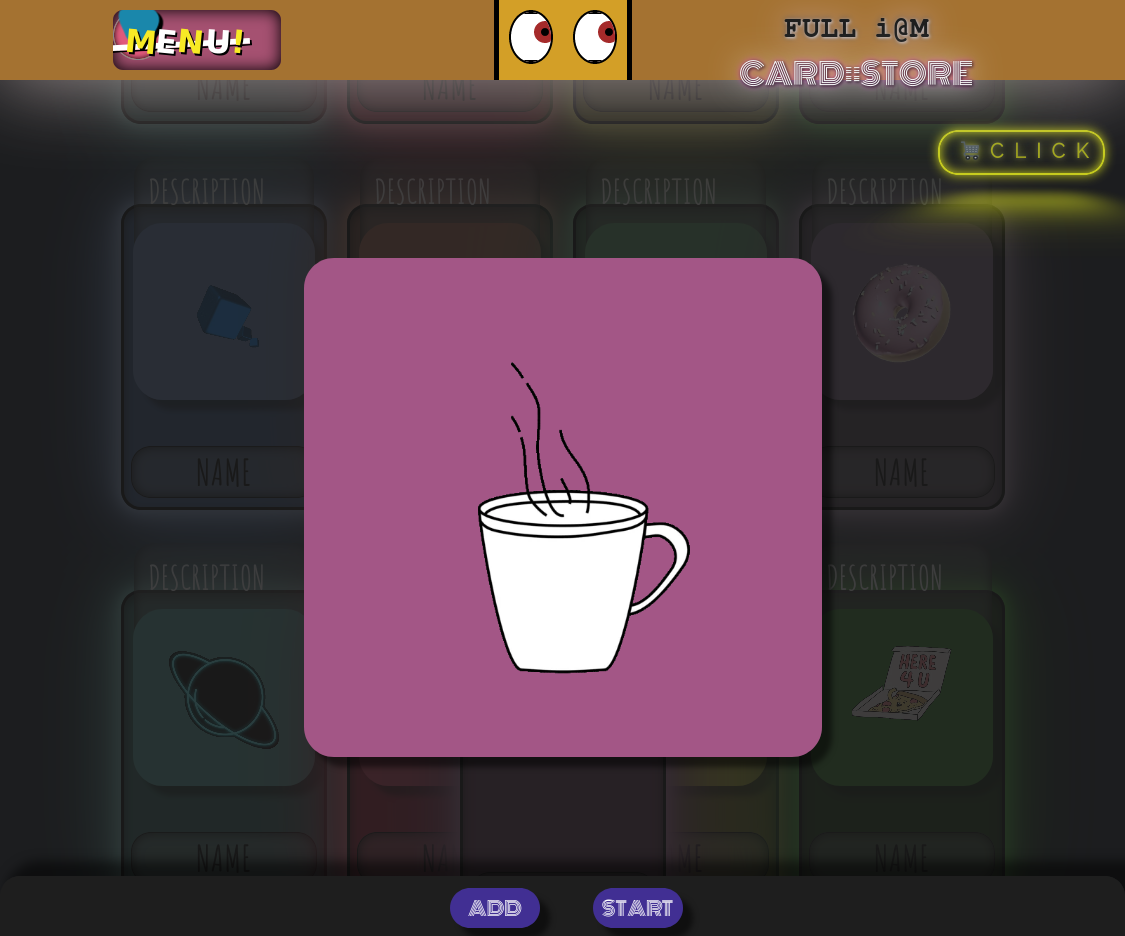 MENU!
FULL i@M
CARD::STORE
NAME NAME NAME
CLICK
DESCRIPTION DESCRIPTION DESCRIPTION DESCRIPTION
NAME NAME
DESCRIPTION DESCRIPTION
HERE
4 U
NAME NA ME NAME
ADD START